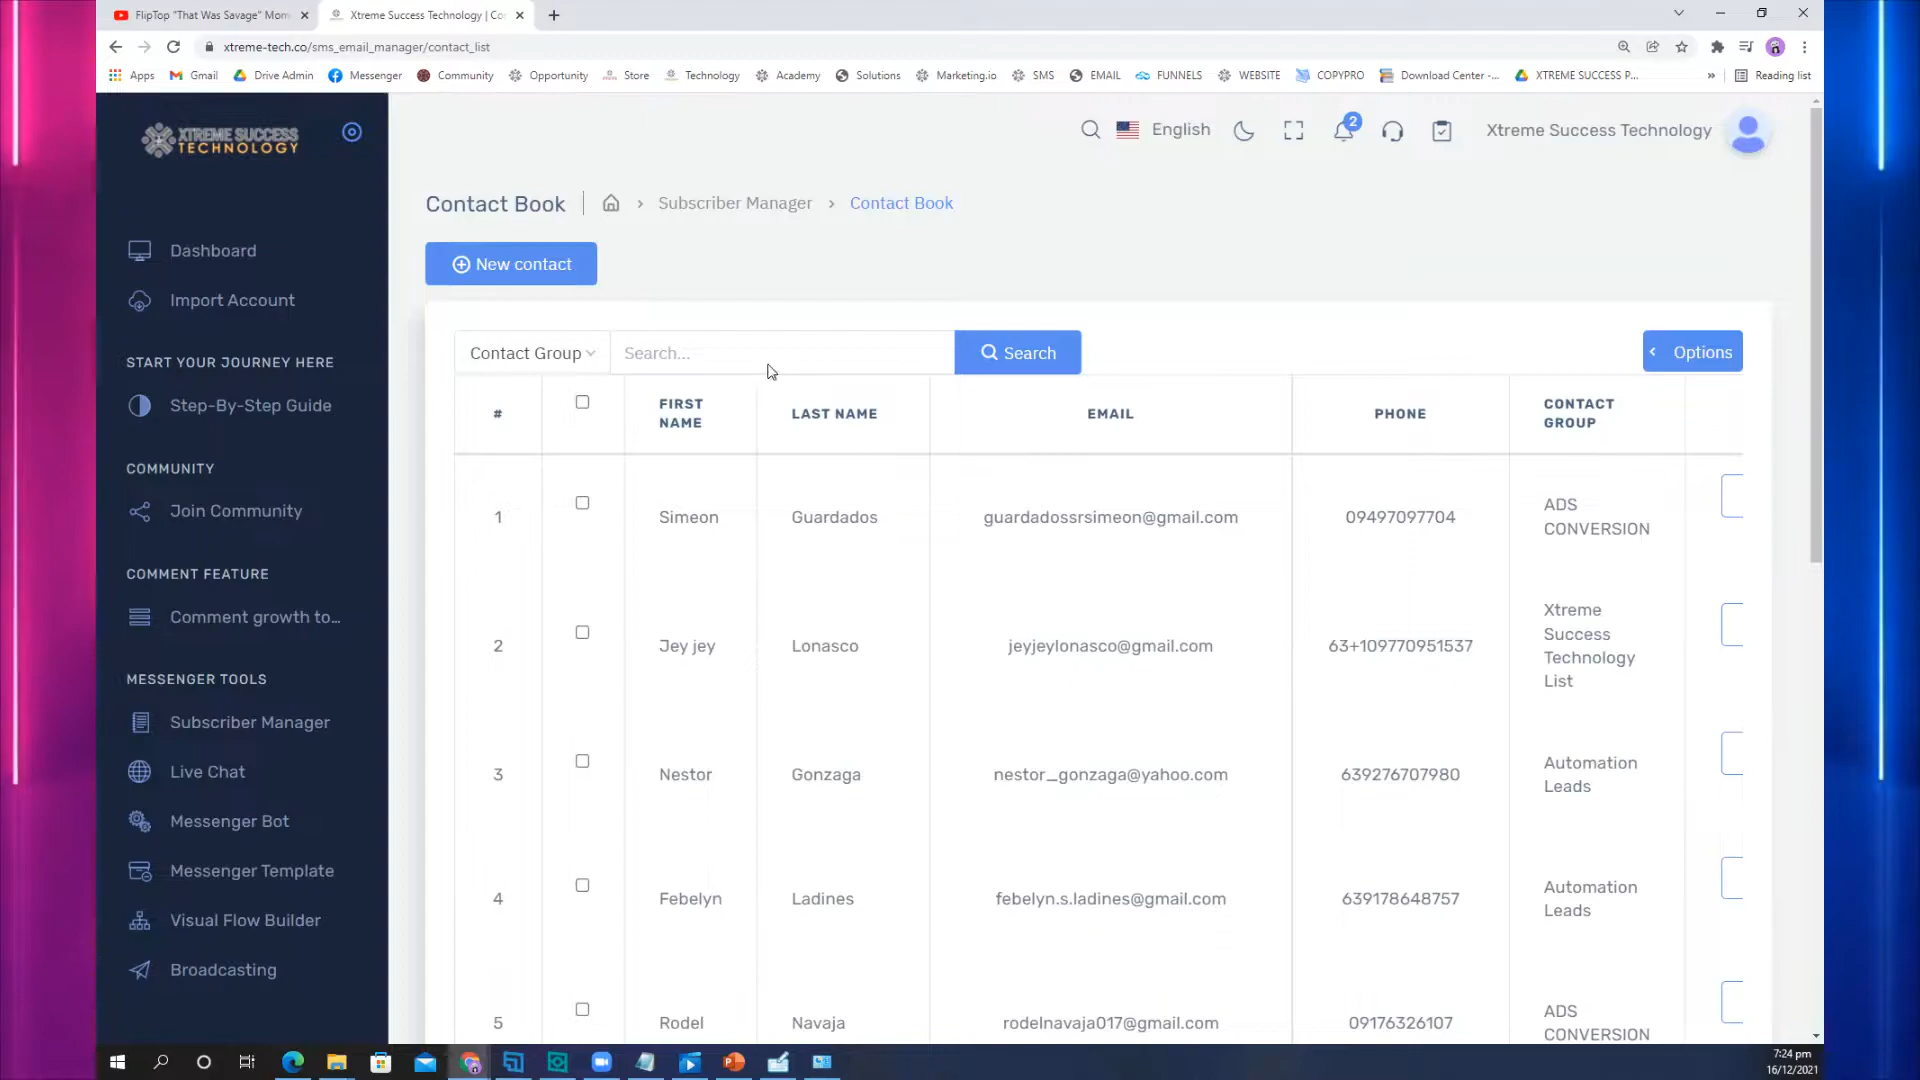 FlipTop "That Was Savage" Mom
Xtreme Success Technology | Co
xtreme-tech.co/sms_email_manager/contact_list
Apps Gmail Drive Admin Messenger Community Opportunity Store Technology Academy Solutions Marketing.io SMS EMAIL FUNNELS WEBSITE COPYPRO Download Center -... XTREME SUCCESS P... » Reading list
XTREME SUCCESS
TECHNOLOGY
English
2
Xtreme Success Technology
Contact Book
Subscriber Manager
Contact Book
New contact
Dashboard
Import Account
START YOUR JOURNEY HERE
Step-By-Step Guide
COMMUNITY
Join Community
COMMENT FEATURE
Comment growth to...
MESSENGER TOOLS
Subscriber Manager
Live Chat
Messenger Bot
Messenger Template
Visual Flow Builder
Broadcasting
Contact Group
Search...
Search
Options
# FIRST NAME LAST NAME EMAIL PHONE CONTACT GROUP
1 Simeon Guardados guardadossrsimeon@gmail.com 09497097704 ADS CONVERSION
2 Jey jey Lonasco jeyjeylonasco@gmail.com 63+109770951537 Xtreme Success Technology List
3 Nestor Gonzaga nestor_gonzaga@yahoo.com 639276707980 Automation Leads
4 Febelyn Ladines febelyn.s.ladines@gmail.com 639178648757 Automation Leads
5 Rodel Navaja rodelnavaja017@gmail.com 09176326107 ADS CONVERSION
7:24 pm
16/12/2021